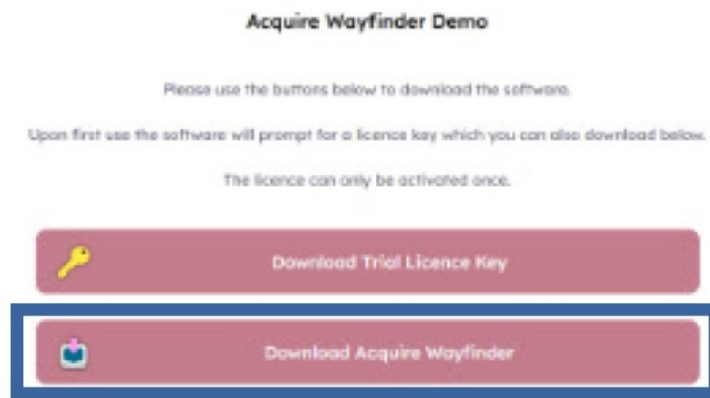 Acquire Wayfinder Demo
Please use the buttons below to download the software.
Upon first use the software will prompt for a licence key which you can also download below.
The licence can only be activated once.
Download Trial Licence Key
Download Acquire Wayfinder